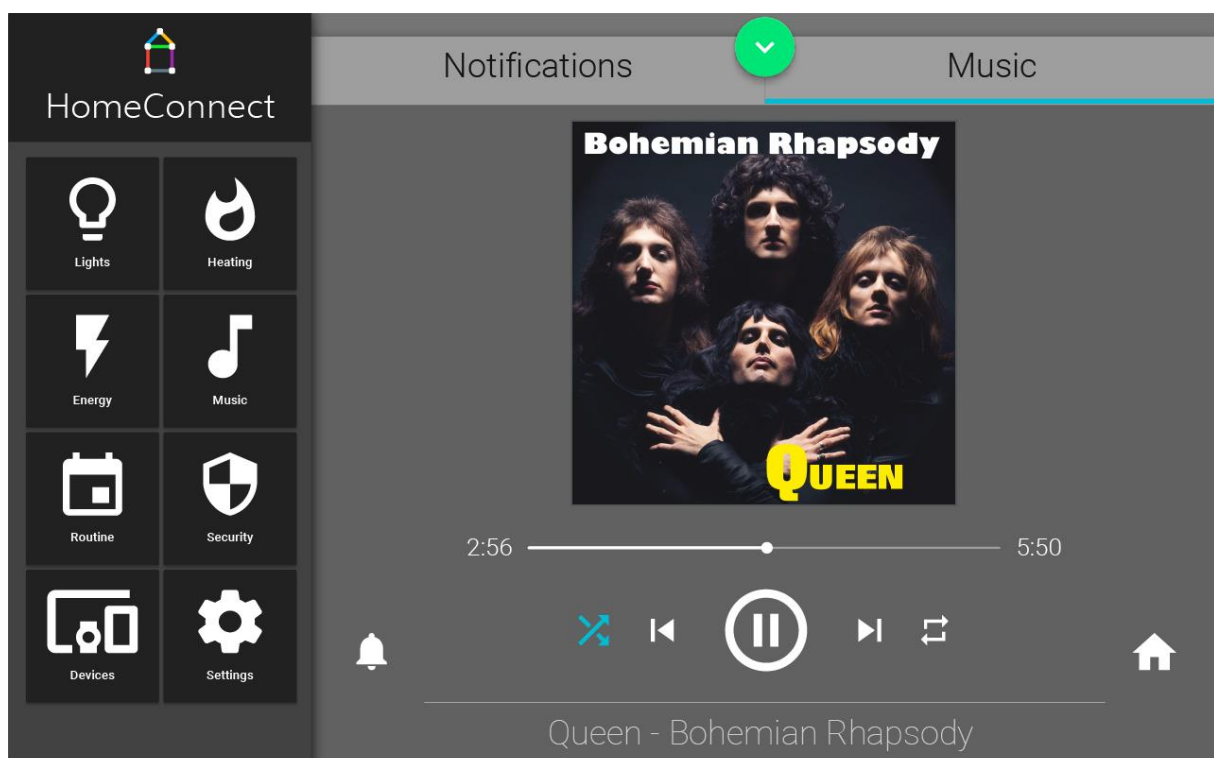 HomeConnect
Lights
Heating
Energy
Music
Routine
Security
Devices
Settings
Notifications
Music
Bohemian Rhapsody
QUEEN
2:56
5:50
Queen - Bohemian Rhapsody